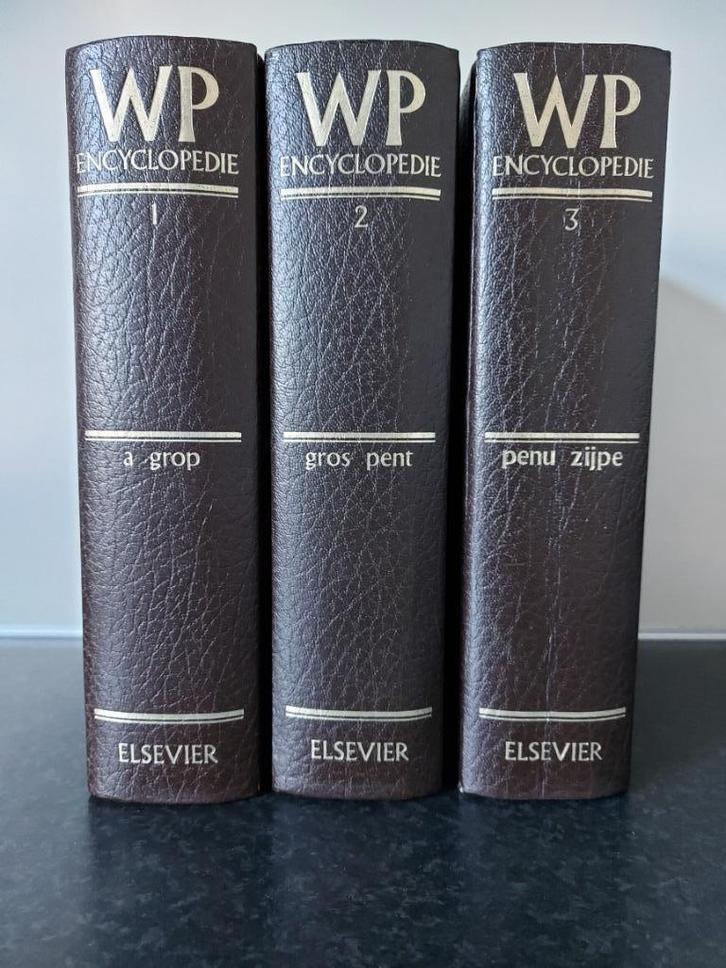 WP
ENCYCLOPEDIE
1
a grop
ELSEVIER
WP
ENCYCLOPEDIE
2
gros pent
ELSEVIER
WP
ENCYCLOPEDIE
3
penu zijpe
ELSEVIER